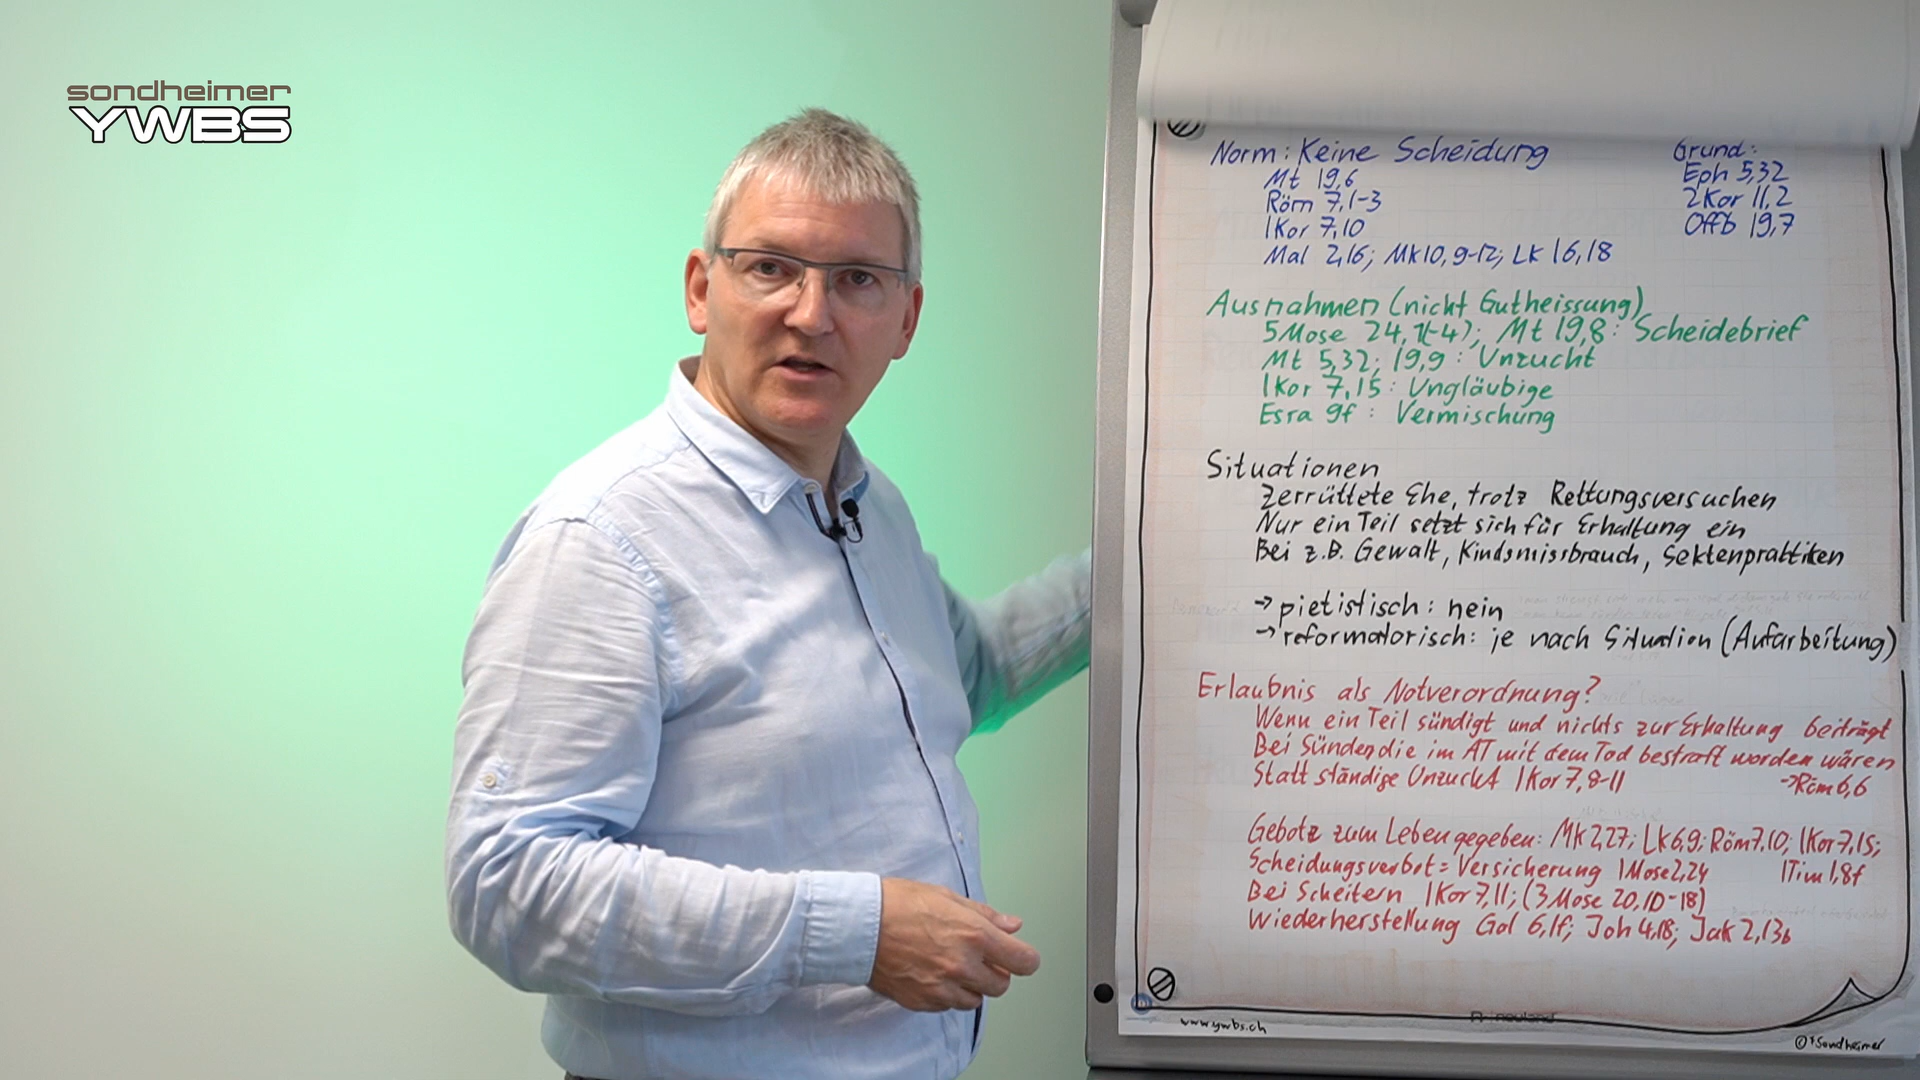 sondheimer
YWBS
Norm: Keine Scheidung
Mt 19,6
Röm 7,1-3
1Kor 7,10
Mal 2,16; Mk10,9-12; Lk 16,18
Grund:
Eph 5,32
2Kor 11,2
Offb 19,7
Ausnahmen (nicht Gutheissung)
5Mose 24,1(-4); Mt 19,8: Scheidebrief
Mt 5,32; 19,9: Unzucht
1Kor 7,15: Ungläubige
Esra 9f: Vermischung
Situationen
Zerrüttete Ehe, trotz Rettungsversuchen
Nur ein Teil setzt sich für Erhaltung ein
Bei z.B. Gewalt, Kindsmissbrauch, Sektenpraktiken
→ pietistisch: nein
→ reformatorisch: je nach Situation (Aufarbeitung)
Erlaubnis als Notverordnung?
Wenn ein Teil sündigt und nichts zur Erhaltung beiträgt
Bei Sünden, die im AT mit dem Tod bestraft worden wären
Statt ständige Unzucht 1Kor 7,8-11 →Röm 6,6
Gebote zum Leben gegeben: Mk 2,27; Lk 6,9; Röm 7,10; 1Kor 7,15;
Scheidungsverbot = Versicherung 1Mose 2,24 1Tim 1,8f
Bei Scheitern 1Kor 7,11; (3Mose 20,10-18)
Wiederherstellung Gal 6,1f; Joh 4,18; Jak 2,13b
www.ywbs.ch
neuland
© Sondheimer